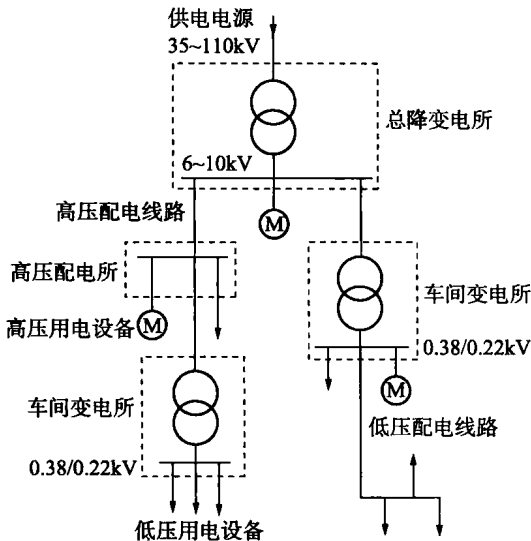 供电电源
35~110kV
总降变电所
6~10kV
M
高压配电线路
高压配电所
车间变电所
高压用电设备
M
0.38/0.22kV
M
车间变电所
低压配电线路
0.38/0.22kV
低压用电设备